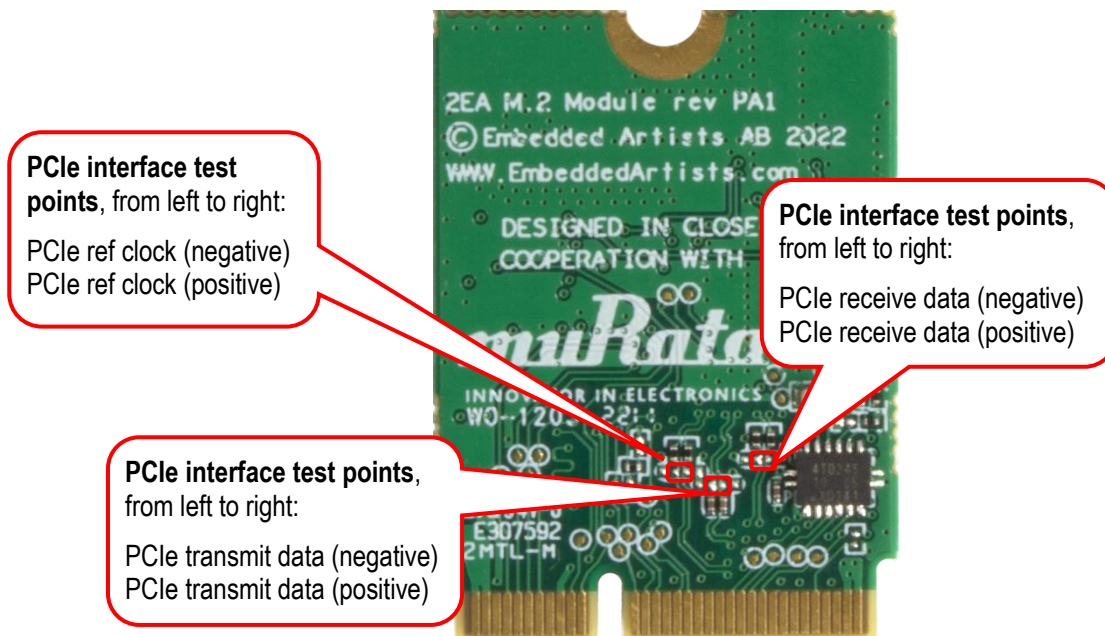 2EA M.2 Module rev PA1
© Embedded Artists AB 2022
WWW.EmbeddedArtists.com
PCIe interface test
points, from left to right:
PCIe ref clock (negative)
PCIe ref clock (positive)
PCIe interface test points,
from left to right:
PCIe receive data (negative)
PCIe receive data (positive)
DESIGNED IN CLOSE
COOPERATION WITH
muRata
INNOVATOR IN ELECTRONICS
PCIe interface test points,
from left to right:
PCIe transmit data (negative)
PCIe transmit data (positive)
4TD245
E307592
2MTL-M